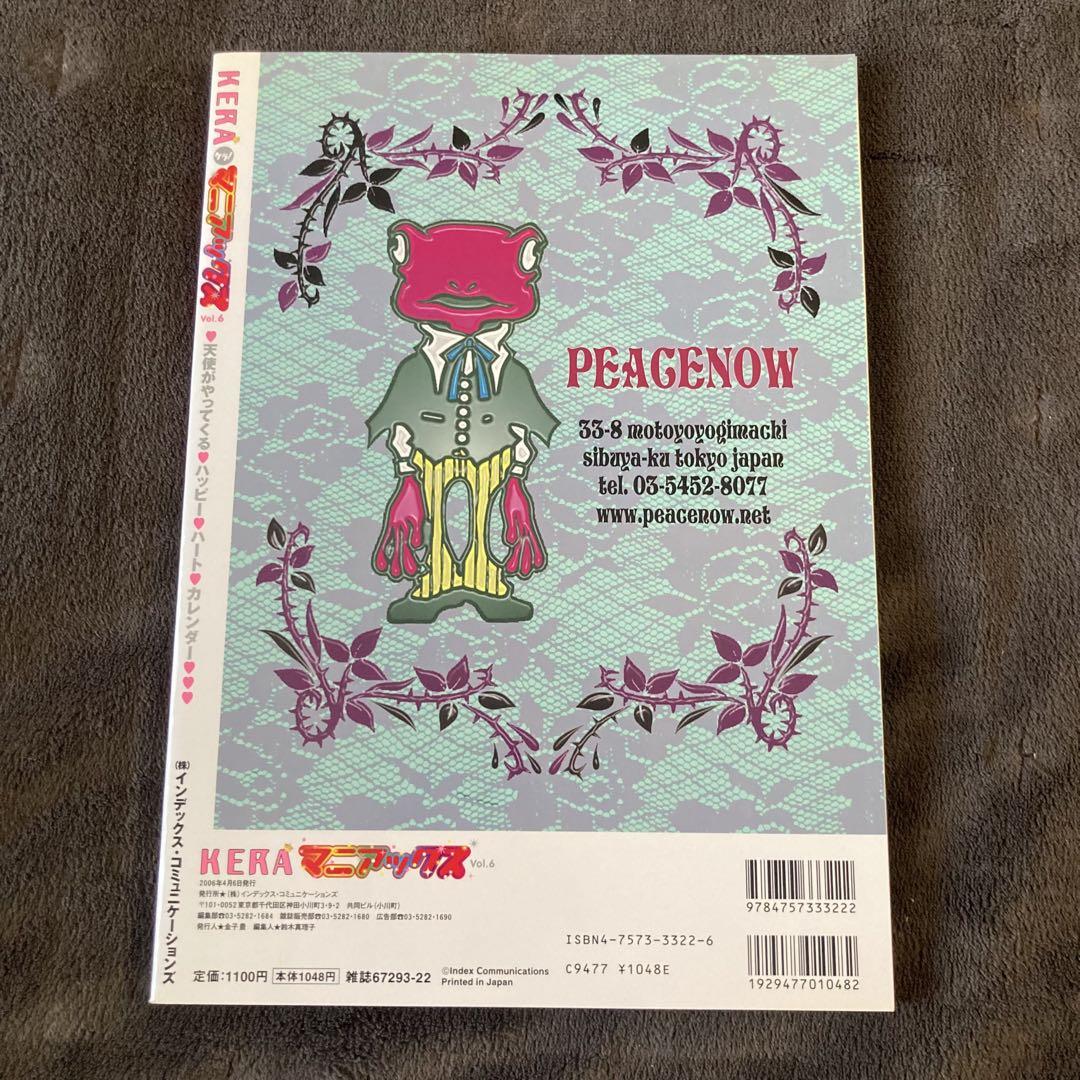 KERA ケラ! マニアックス
Vol.6
♥天使がやってくる♥ハッピー♥ハート♥カレンダー♥♥♥
(株)インデックス・コミュニケーションズ
PEACENOW
33-8 motoyoyogimachi
sibuya-ku tokyo japan
tel. 03-5452-8077
www.peacenow.net
KERA マニアックス Vol.6
2006年4月6日発行
発行所★(株)インデックス・コミュニケーションズ
〒101-0052 東京都千代田区神田小川町3-9-2 共同ビル(小川町)
編集部☎03-5282-1684 雑誌販売部☎03-5282-1680 広告部☎03-5282-1690
発行人★金子豊 編集人★鈴木真理子
定価:1100円 本体1048円 雑誌67293-22
©Index Communications
Printed in Japan
ISBN4-7573-3322-6
C9477 ¥1048E
9784757333222
1929477010482